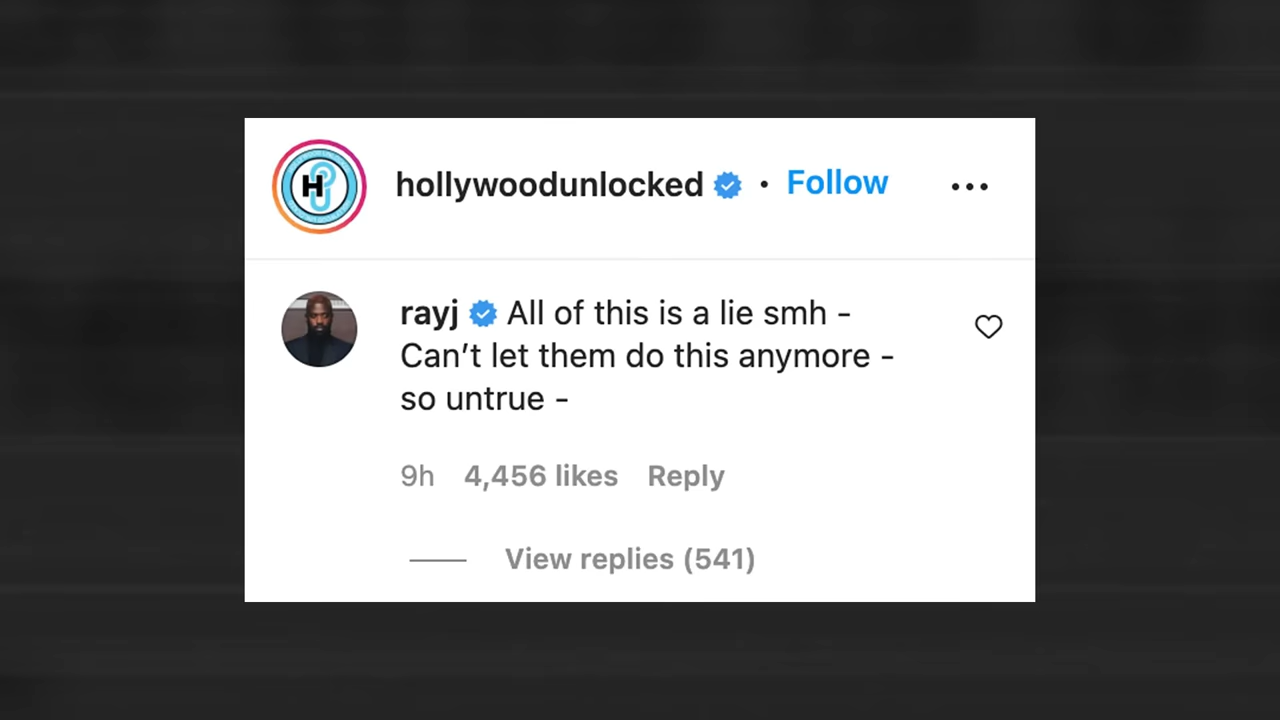 hollywoodunlocked • Follow
rayj All of this is a lie smh -
Can’t let them do this anymore -
so untrue -
9h 4,456 likes Reply
View replies (541)